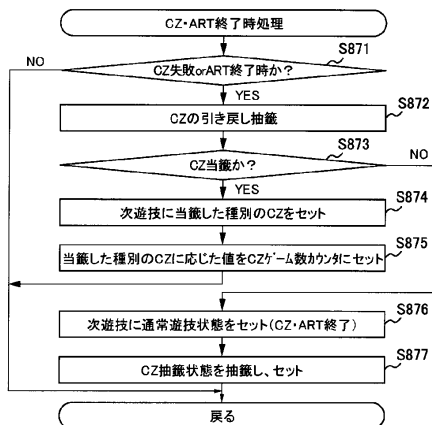 CZ・ART終了時処理
S871
NO
CZ失敗orART終了時か?
YES
S872
CZの引き戻し抽籤
S873
CZ当籤か?
NO
YES
S874
次遊技に当籤した種別のCZをセット
S875
当籤した種別のCZに応じた値をCZゲーム数カウンタにセット
S876
次遊技に通常遊技状態をセット(CZ・ART終了)
S877
CZ抽籤状態を抽籤し、セット
戻る